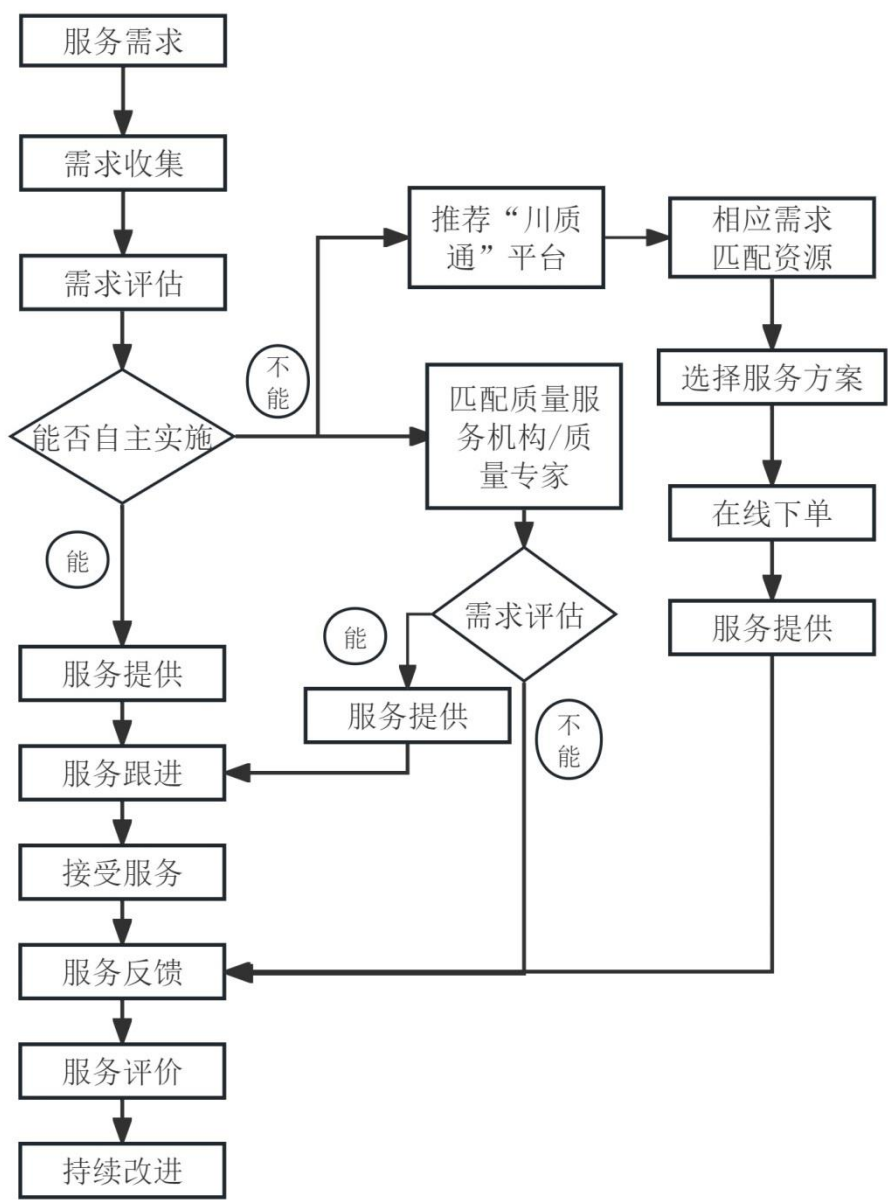 服务需求
需求收集
需求评估
能否自主实施
不
能
能
推荐“川质
通”平台
相应需求
匹配资源
选择服务方案
在线下单
服务提供
匹配质量服
务机构/质
量专家
需求评估
能
不
能
服务提供
服务提供
服务跟进
接受服务
服务反馈
服务评价
持续改进